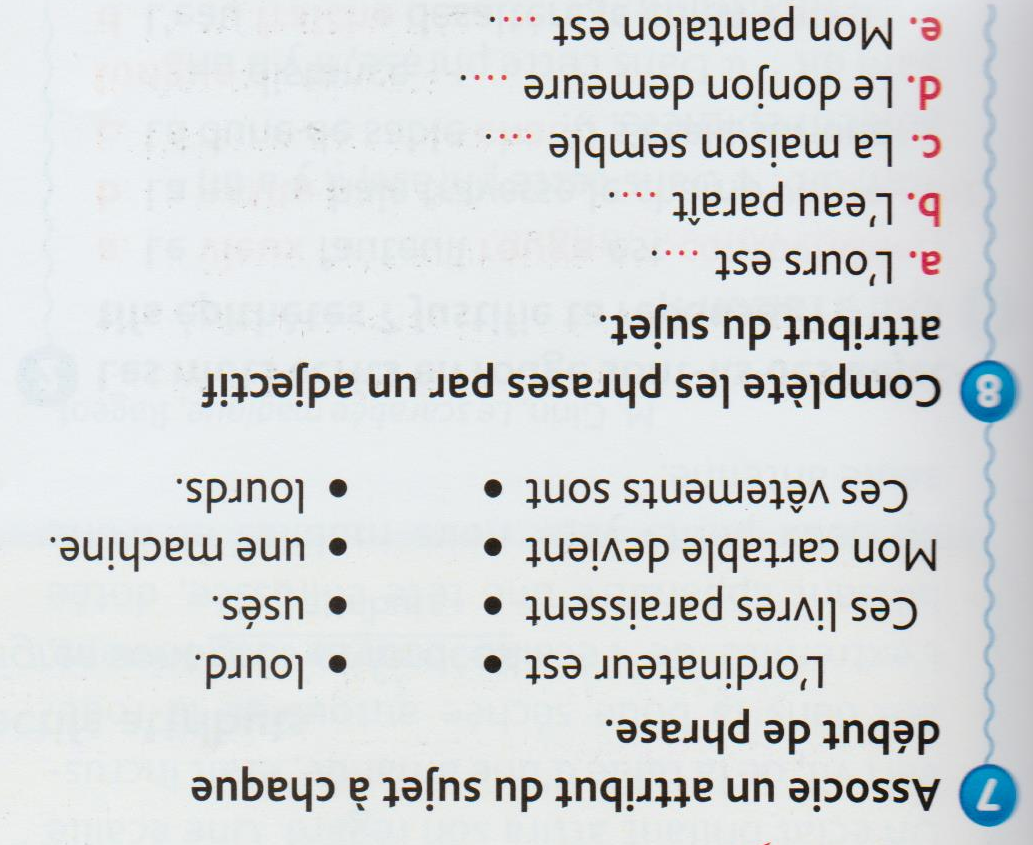 7 Associe un attribut du sujet à chaque
début de phrase.
L'ordinateur est • • lourd
Ces livres paraissent • • usés
Mon cartable devient • • une machine.
Ces vêtements sont • • lourds.
8 Complète les phrases par un adjectif
attribut du sujet.
a. L'ours est ....
b. L'eau paraît ....
c. La maison semble ....
d. Le donjon demeure ....
e. Mon pantalon est ....